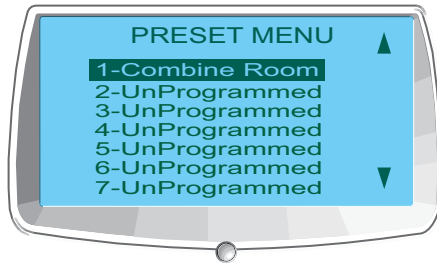 PRESET MENU
1-Combine Room
2-UnProgrammed
3-UnProgrammed
4-UnProgrammed
5-UnProgrammed
6-UnProgrammed
7-UnProgrammed